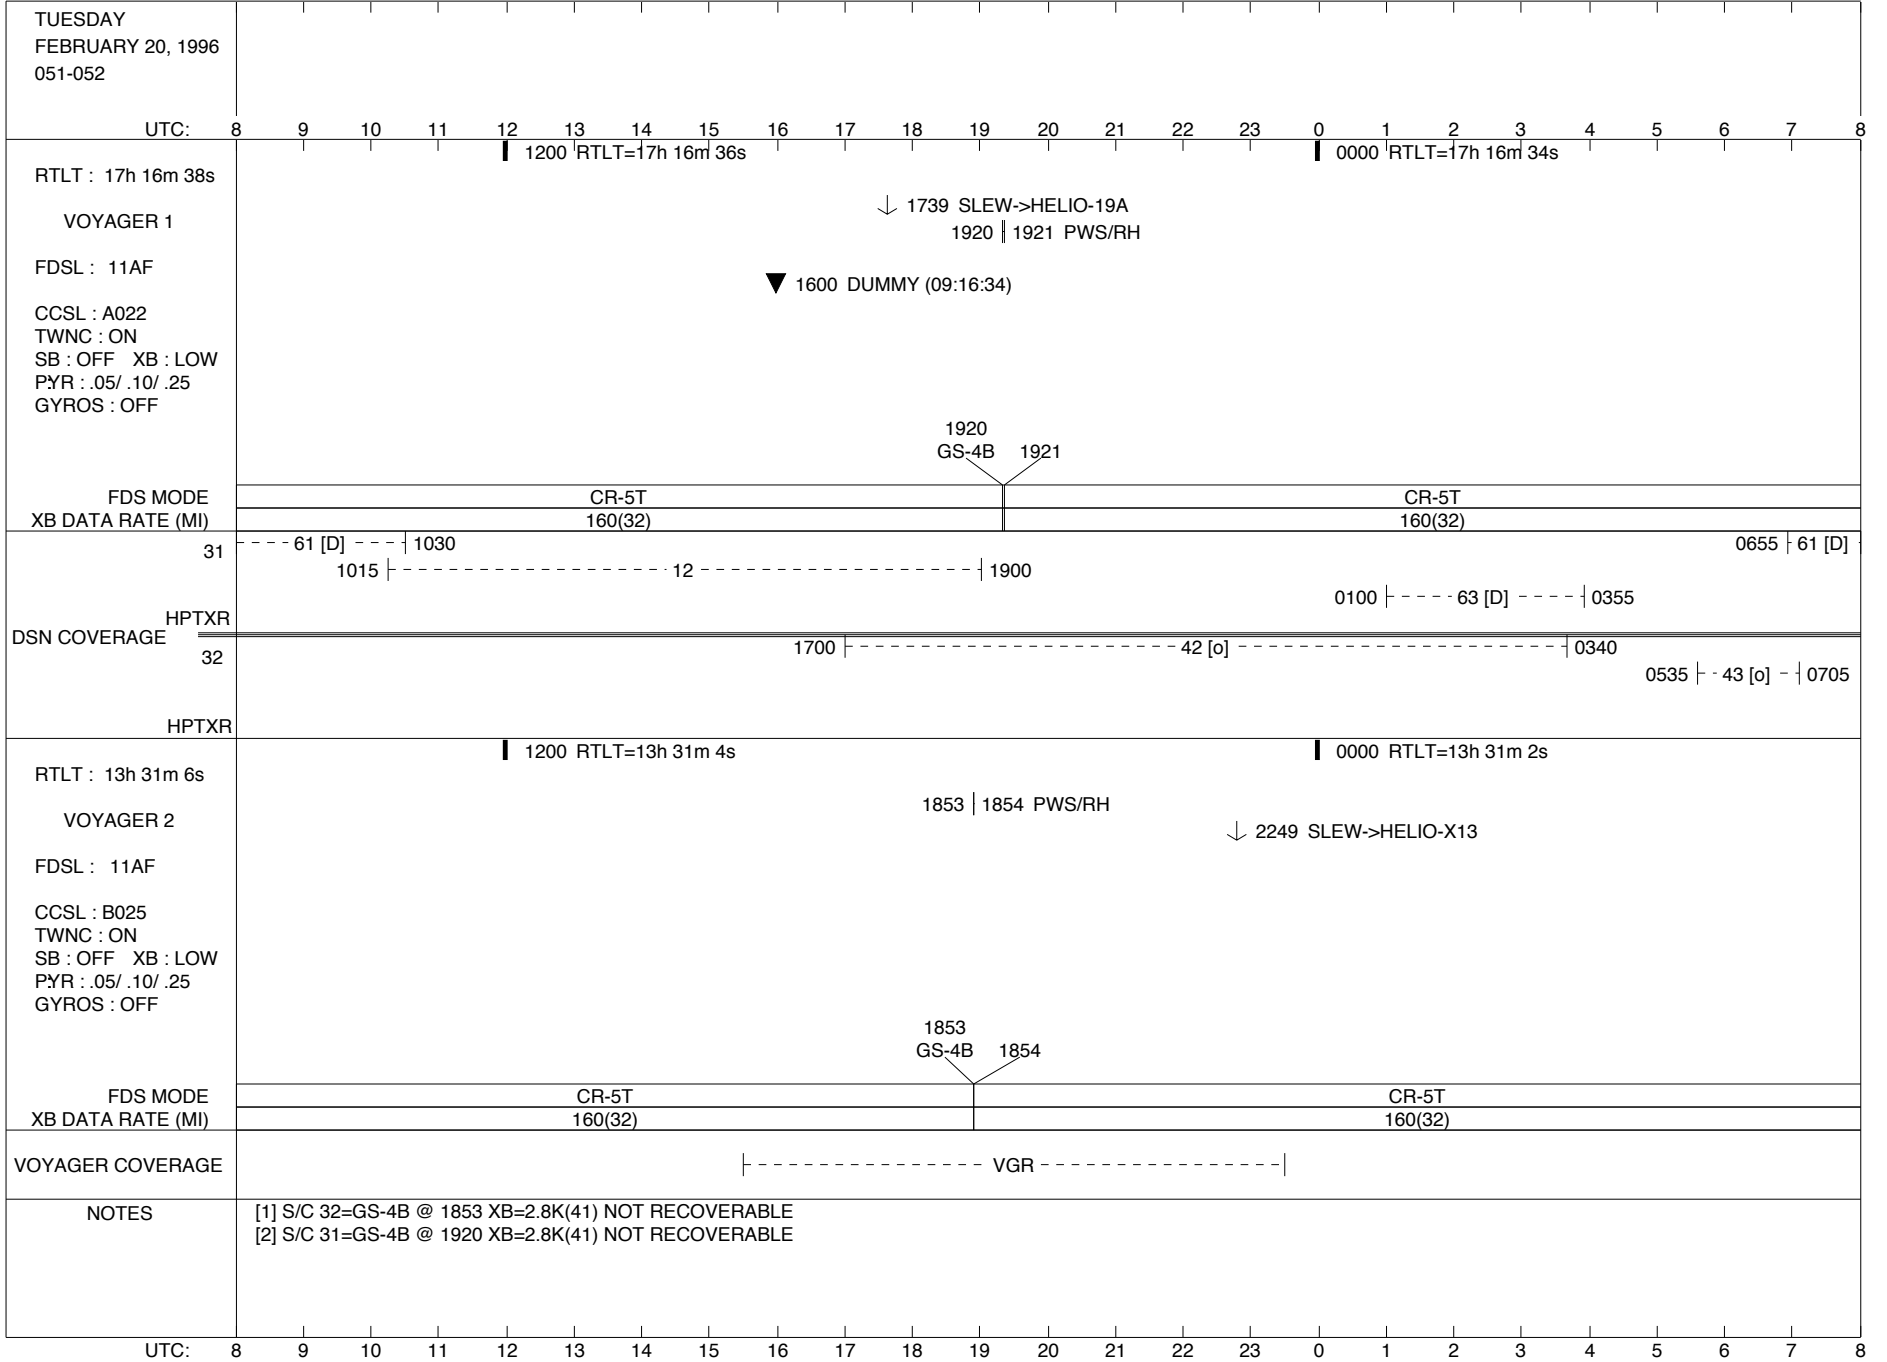 TUESDAY
FEBRUARY 20, 1996
051-052
UTC: 8 9 10 11 12 13 14 15 16 17 18 19 20 21 22 23 0 1 2 3 4 5 6 7 8
1200 RTLT=17h 16m 36s 0000 RTLT=17h 16m 34s
RTLT : 17h 16m 38s
1739 SLEW->HELIO-19A
VOYAGER 1
1920 1921 PWS/RH
FDSL : 11AF
1600 DUMMY (09:16:34)
CCSL : A022
TWNC : ON
SB : OFF XB : LOW
P:YR : .05/ .10/ .25
GYROS : OFF
1920
GS-4B 1921
FDS MODE CR-5T CR-5T
XB DATA RATE (MI) 160(32) 160(32)
31 61 [D] 1030 0655 61 [D]
1015 12 1900
0100 63 [D] 0355
HPTXR
DSN COVERAGE
32 1700 42 [o] 0340
0535 43 [o] 0705
HPTXR
1200 RTLT=13h 31m 4s 0000 RTLT=13h 31m 2s
RTLT : 13h 31m 6s
1853 1854 PWS/RH
VOYAGER 2
2249 SLEW->HELIO-X13
FDSL : 11AF
CCSL : B025
TWNC : ON
SB : OFF XB : LOW
P:YR : .05/ .10/ .25
GYROS : OFF
1853
GS-4B 1854
FDS MODE CR-5T CR-5T
XB DATA RATE (MI) 160(32) 160(32)
VOYAGER COVERAGE VGR
NOTES [1] S/C 32=GS-4B @ 1853 XB=2.8K(41) NOT RECOVERABLE
[2] S/C 31=GS-4B @ 1920 XB=2.8K(41) NOT RECOVERABLE
UTC: 8 9 10 11 12 13 14 15 16 17 18 19 20 21 22 23 0 1 2 3 4 5 6 7 8